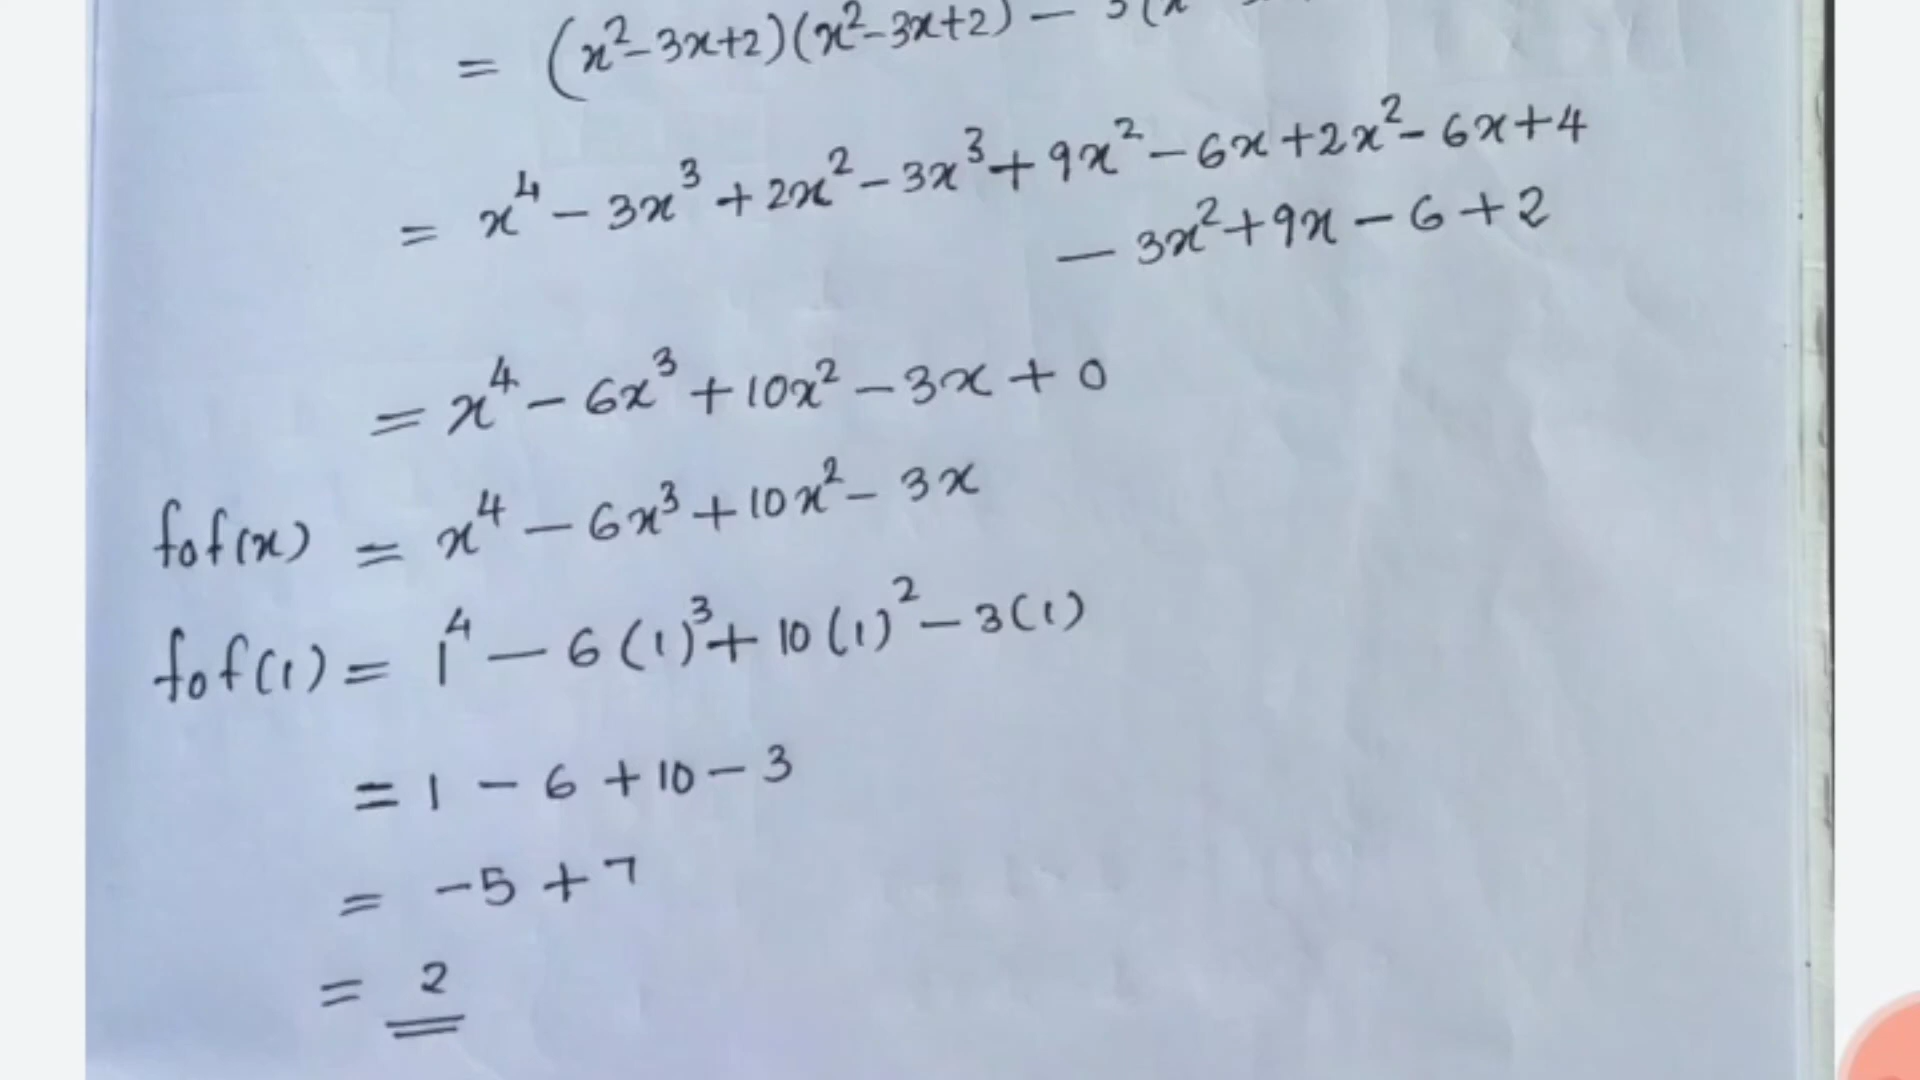 = (x²-3x+2)(x²-3x+2) - 3(x
= x⁴ - 3x³ + 2x² - 3x³ + 9x² - 6x + 2x² - 6x + 4
- 3x² + 9x - 6 + 2
= x⁴ - 6x³ + 10x² - 3x + 0
fof(x) = x⁴ - 6x³ + 10x² - 3x
fof(1) = 1⁴ - 6(1)³ + 10(1)² - 3(1)
= 1 - 6 + 10 - 3
= -5 + 7
= 2